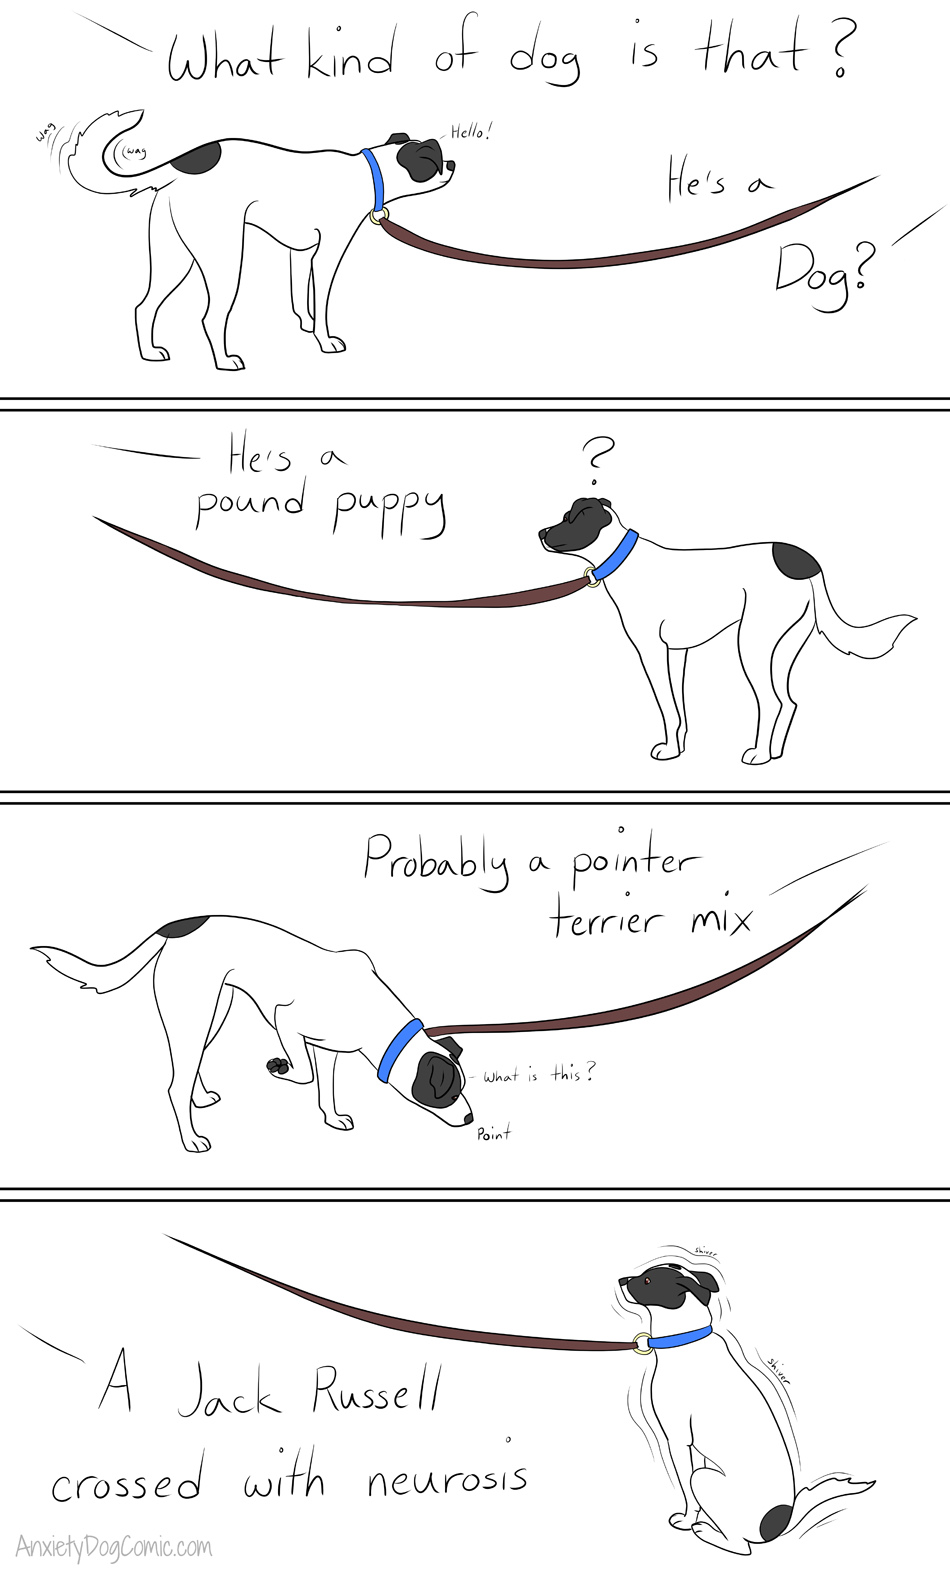 What kind of dog is that?
wag
wag
Hello!
He's a
Dog?
He's a
pound puppy
?
Probably a pointer
terrier mix
What is this?
Point
shiver
shiver
A Jack Russell
crossed with neurosis
AnxietyDogComic.com